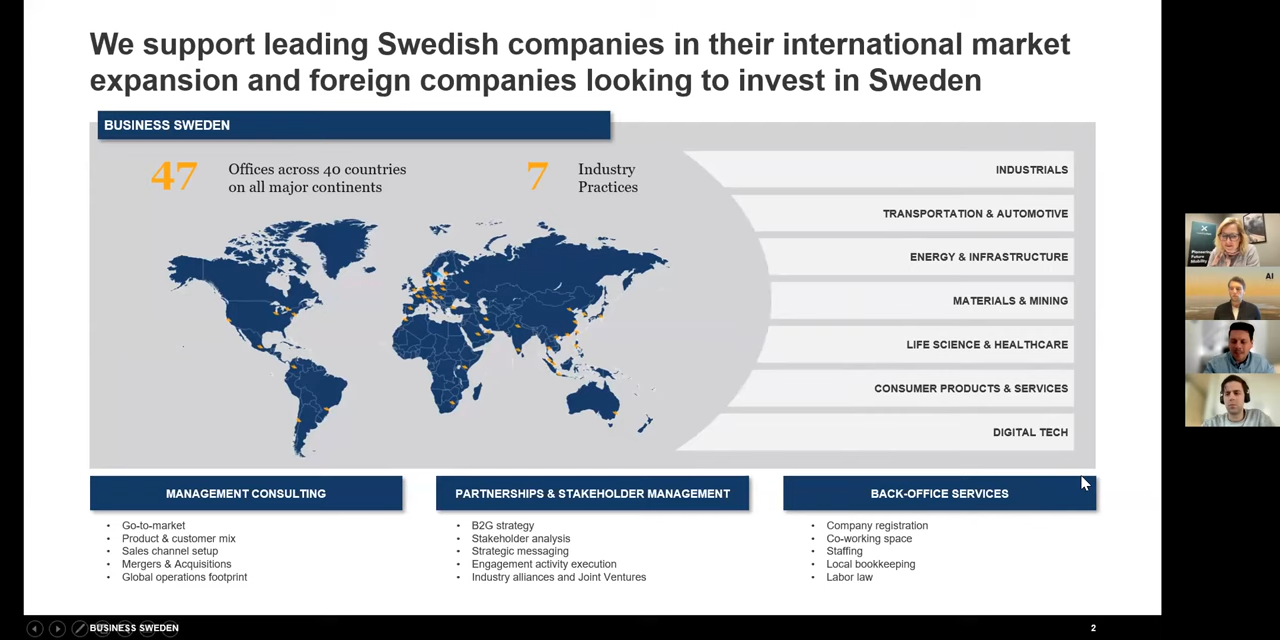 We support leading Swedish companies in their international market
expansion and foreign companies looking to invest in Sweden
BUSINESS SWEDEN
47
Offices across 40 countries
on all major continents
7
Industry
Practices
INDUSTRIALS
TRANSPORTATION & AUTOMOTIVE
ENERGY & INFRASTRUCTURE
MATERIALS & MINING
LIFE SCIENCE & HEALTHCARE
CONSUMER PRODUCTS & SERVICES
DIGITAL TECH
MANAGEMENT CONSULTING
• Go-to-market
• Product & customer mix
• Sales channel setup
• Mergers & Acquisitions
• Global operations footprint
PARTNERSHIPS & STAKEHOLDER MANAGEMENT
• B2G strategy
• Stakeholder analysis
• Strategic messaging
• Engagement activity execution
• Industry alliances and Joint Ventures
BACK-OFFICE SERVICES
• Company registration
• Co-working space
• Staffing
• Local bookkeeping
• Labor law
BUSINESS SWEDEN
2
Pioneering
Future
Mobility
AI